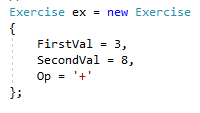 Exercise ex = new Exercise
{
    FirstVal = 3,
    SecondVal = 8,
    Op = '+'
};